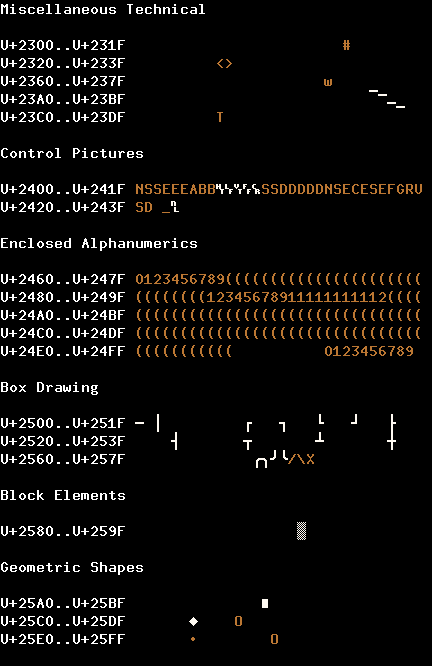 Miscellaneous Technical
U+2300..U+231F #
U+2320..U+233F <>
U+2360..U+237F w
U+23A0..U+23BF ⎺⎻⎼⎽
U+23C0..U+23DF T
Control Pictures
U+2400..U+241F NSSEEEABB␉␊␋␌␍SSDDDDDNSECESEFGRU
U+2420..U+243F SD _␤
Enclosed Alphanumerics
U+2460..U+247F 0123456789((((((((((((((((((((((
U+2480..U+249F ((((((((12345678911111111112((((
U+24A0..U+24BF ((((((((((((((((((((((((((((((((
U+24C0..U+24DF ((((((((((((((((((((((((((((((((
U+24E0..U+24FF (((((((((((          0123456789
Box Drawing
U+2500..U+251F ─ │ ┌ ┐ └ ┘ ├
U+2520..U+253F ┤ ┬ ┴ ┼
U+2560..U+257F ╭╮╯╰/\X
Block Elements
U+2580..U+259F ▒
Geometric Shapes
U+25A0..U+25BF ▮
U+25C0..U+25DF ◆ O
U+25E0..U+25FF · O